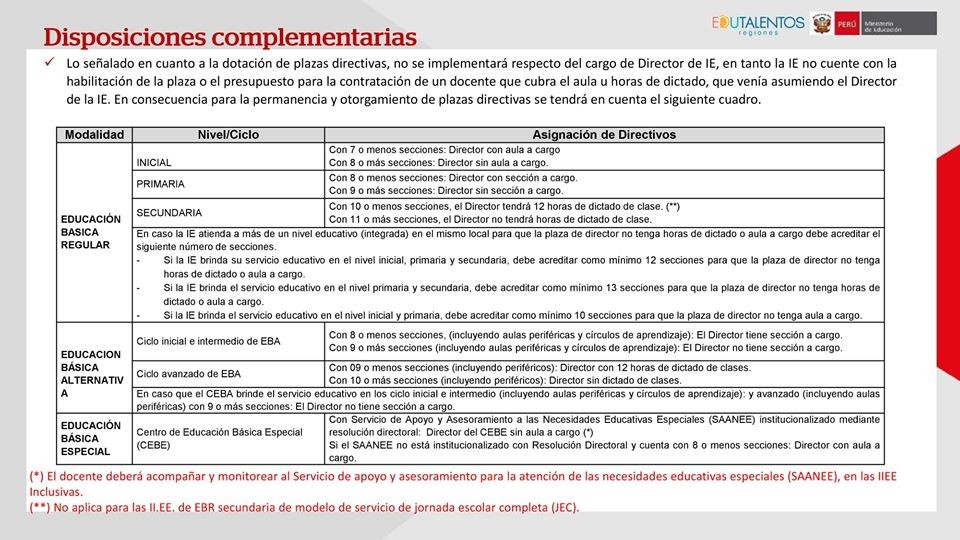 EDUTALENTOS
regiones
PERÚ
Ministerio
de Educación
Disposiciones complementarias
✓ Lo señalado en cuanto a la dotación de plazas directivas, no se implementará respecto del cargo de Director de IE, en tanto la IE no cuente con la
habilitación de la plaza o el presupuesto para la contratación de un docente que cubra el aula u horas de dictado, que venía asumiendo el Director
de la IE. En consecuencia para la permanencia y otorgamiento de plazas directivas se tendrá en cuenta el siguiente cuadro.
Modalidad Nivel/Ciclo Asignación de Directivos
EDUCACIÓN
BASICA
REGULAR
INICIAL
Con 7 o menos secciones: Director con aula a cargo
Con 8 o más secciones: Director sin aula a cargo.
PRIMARIA
Con 8 o menos secciones: Director con sección a cargo.
Con 9 o más secciones: Director sin sección a cargo.
SECUNDARIA
Con 10 o menos secciones, el Director tendrá 12 horas de dictado de clase. (**)
Con 11 o más secciones, el Director no tendrá horas de dictado de clase.
En caso la IE atienda a más de un nivel educativo (integrada) en el mismo local para que la plaza de director no tenga horas de dictado o aula a cargo debe acreditar el
siguiente número de secciones.
- Si la IE brinda su servicio educativo en el nivel inicial, primaria y secundaria, debe acreditar como mínimo 12 secciones para que la plaza de director no tenga
horas de dictado o aula a cargo.
- Si la IE brinda el servicio educativo en el nivel primaria y secundaria, debe acreditar como mínimo 13 secciones para que la plaza de director no tenga horas de
dictado o aula a cargo.
- Si la IE brinda el servicio educativo en el nivel inicial y primaria, debe acreditar como mínimo 10 secciones para que la plaza de director no tenga aula a cargo.
EDUCACION
BÁSICA
ALTERNATIV
A
Ciclo inicial e intermedio de EBA
Con 8 o menos secciones, (incluyendo aulas periféricas y círculos de aprendizaje): El Director tiene sección a cargo.
Con 9 o más secciones (incluyendo aulas periféricas y círculos de aprendizaje): El Director no tiene sección a cargo.
Ciclo avanzado de EBA
Con 09 o menos secciones (incluyendo periféricos): Director con 12 horas de dictado de clases.
Con 10 o más secciones (incluyendo periféricos): Director sin dictado de clases.
En caso que el CEBA brinde el servicio educativo en los ciclo inicial e intermedio (incluyendo aulas periféricas y círculos de aprendizaje): y avanzado (incluyendo aulas
periféricas) con 9 o más secciones: El Director no tiene sección a cargo.
EDUCACIÓN
BÁSICA
ESPECIAL
Centro de Educación Básica Especial
(CEBE)
Con Servicio de Apoyo y Asesoramiento a las Necesidades Educativas Especiales (SAANEE) institucionalizado mediante
resolución directoral: Director del CEBE sin aula a cargo (*)
Si el SAANEE no está institucionalizado con Resolución Directoral y cuenta con 8 o menos secciones: Director con aula a
cargo.
(*) El docente deberá acompañar y monitorear al Servicio de apoyo y asesoramiento para la atención de las necesidades educativas especiales (SAANEE), en las IIEE
Inclusivas.
(**) No aplica para las II.EE. de EBR secundaria de modelo de servicio de jornada escolar completa (JEC).